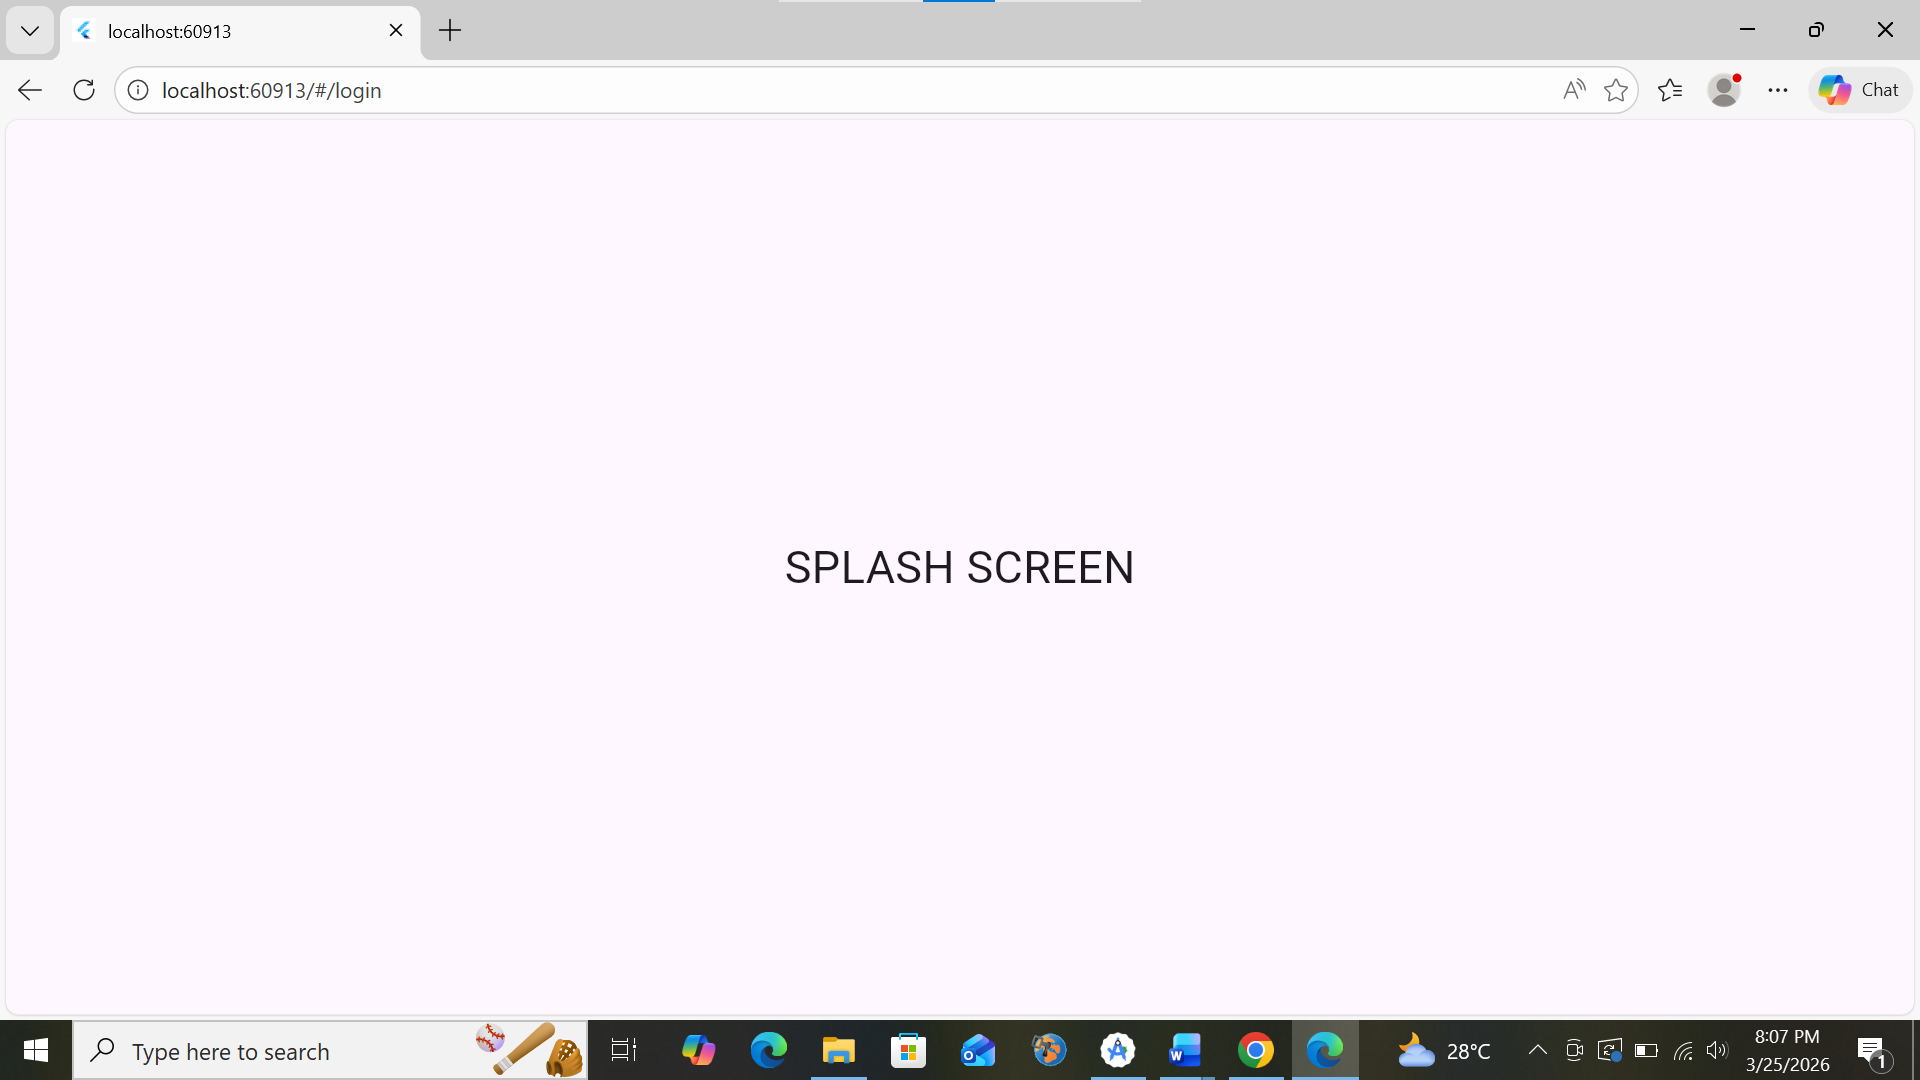 localhost:60913
localhost:60913/#/login
Chat
SPLASH SCREEN
Type here to search
28°C
8:07 PM
3/25/2026
1